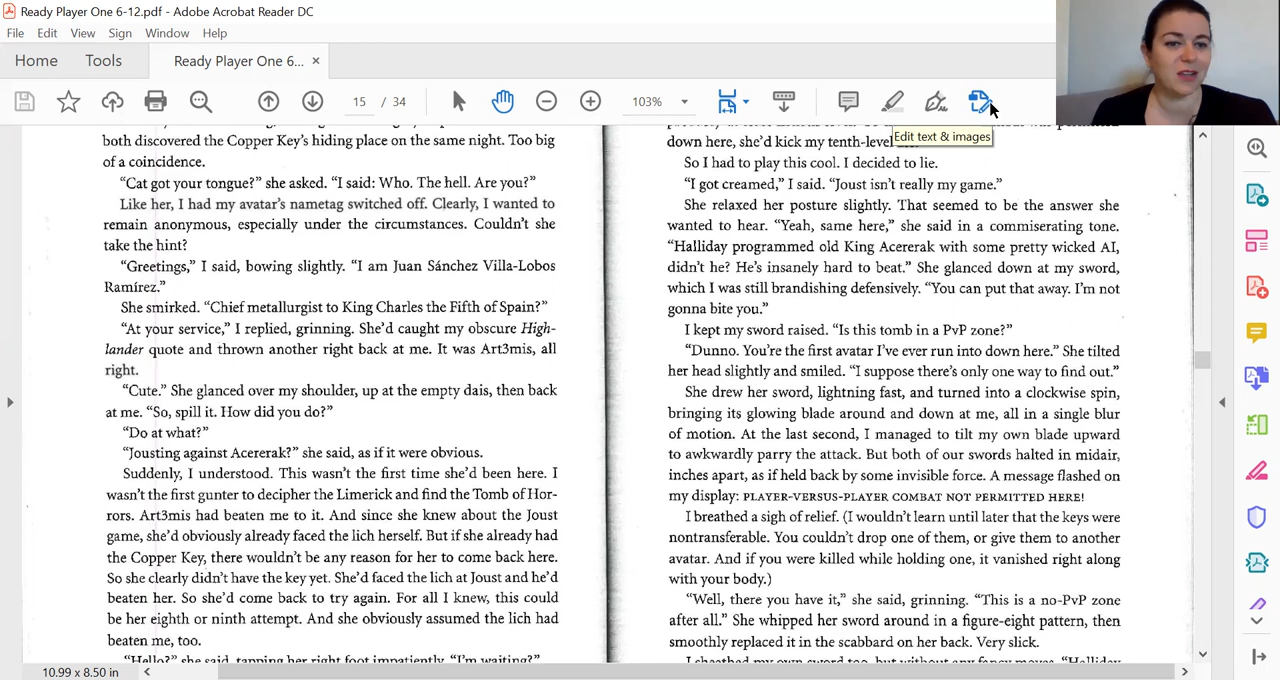 Ready Player One 6-12.pdf - Adobe Acrobat Reader DC
File Edit View Sign Window Help
Home Tools Ready Player One 6... ×
15 / 34 103%
Edit text & images
both discovered the Copper Key's hiding place on the same night. Too big
of a coincidence.
“Cat got your tongue?” she asked. “I said: Who. The hell. Are you?”
Like her, I had my avatar's nametag switched off. Clearly, I wanted to
remain anonymous, especially under the circumstances. Couldn't she
take the hint?
“Greetings,” I said, bowing slightly. “I am Juan Sánchez Villa-Lobos
Ramírez.”
She smirked. “Chief metallurgist to King Charles the Fifth of Spain?”
“At your service,” I replied, grinning. She'd caught my obscure High-
lander quote and thrown another right back at me. It was Art3mis, all
right.
“Cute.” She glanced over my shoulder, up at the empty dais, then back
at me. “So, spill it. How did you do?”
“Do at what?”
“Jousting against Acererak?” she said, as if it were obvious.
Suddenly, I understood. This wasn't the first time she'd been here. I
wasn't the first gunter to decipher the Limerick and find the Tomb of Hor-
rors. Art3mis had beaten me to it. And since she knew about the Joust
game, she'd obviously already faced the lich herself. But if she already had
the Copper Key, there wouldn't be any reason for her to come back here.
So she clearly didn't have the key yet. She'd faced the lich at Joust and he'd
beaten her. So she'd come back to try again. For all I knew, this could
be her eighth or ninth attempt. And she obviously assumed the lich had
beaten me, too.
“Hello?” she said, tapping her right foot impatiently. “I'm waiting?”
down here, she'd kick my tenth-level
So I had to play this cool. I decided to lie.
“I got creamed,” I said. “Joust isn't really my game.”
She relaxed her posture slightly. That seemed to be the answer she
wanted to hear. “Yeah, same here,” she said in a commiserating tone.
“Halliday programmed old King Acererak with some pretty wicked AI,
didn't he? He's insanely hard to beat.” She glanced down at my sword,
which I was still brandishing defensively. “You can put that away. I'm not
gonna bite you.”
I kept my sword raised. “Is this tomb in a PvP zone?”
“Dunno. You're the first avatar I've ever run into down here.” She tilted
her head slightly and smiled. “I suppose there's only one way to find out.”
She drew her sword, lightning fast, and turned into a clockwise spin,
bringing its glowing blade around and down at me, all in a single blur
of motion. At the last second, I managed to tilt my own blade upward
to awkwardly parry the attack. But both of our swords halted in midair,
inches apart, as if held back by some invisible force. A message flashed on
my display: PLAYER-VERSUS-PLAYER COMBAT NOT PERMITTED HERE!
I breathed a sigh of relief. (I wouldn't learn until later that the keys were
nontransferable. You couldn't drop one of them, or give them to another
avatar. And if you were killed while holding one, it vanished right along
with your body.)
“Well, there you have it,” she said, grinning. “This is a no-PvP zone
after all.” She whipped her sword around in a figure-eight pattern, then
smoothly replaced it in the scabbard on her back. Very slick.
I sheathed my own sword too, but without any fancy moves. “Halliday
10.99 x 8.50 in